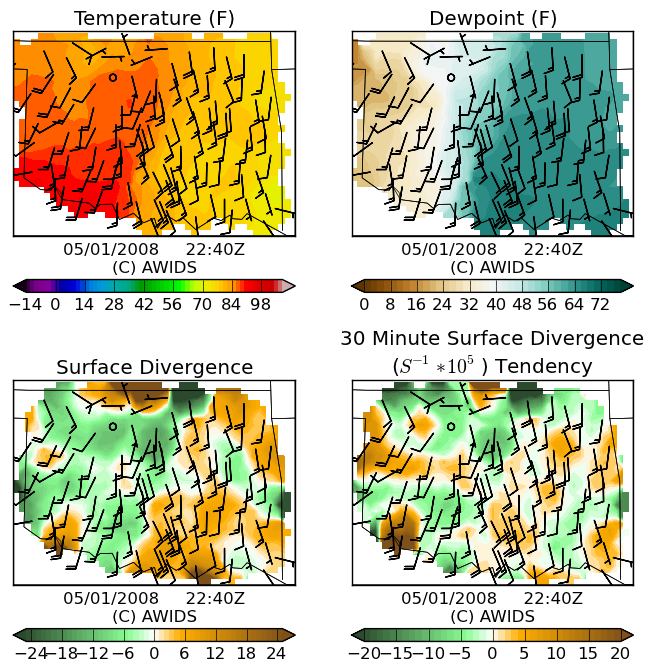 Temperature (F)
Dewpoint (F)
05/01/2008 22:40Z
(C) AWIDS
05/01/2008 22:40Z
(C) AWIDS
−14 0 14 28 42 56 70 84 98
0 8 16 24 32 40 48 56 64 72
Surface Divergence
30 Minute Surface Divergence
(S⁻¹ *10⁵ ) Tendency
05/01/2008 22:40Z
(C) AWIDS
05/01/2008 22:40Z
(C) AWIDS
−24 −18 −12 −6 0 6 12 18 24
−20 −15 −10 −5 0 5 10 15 20